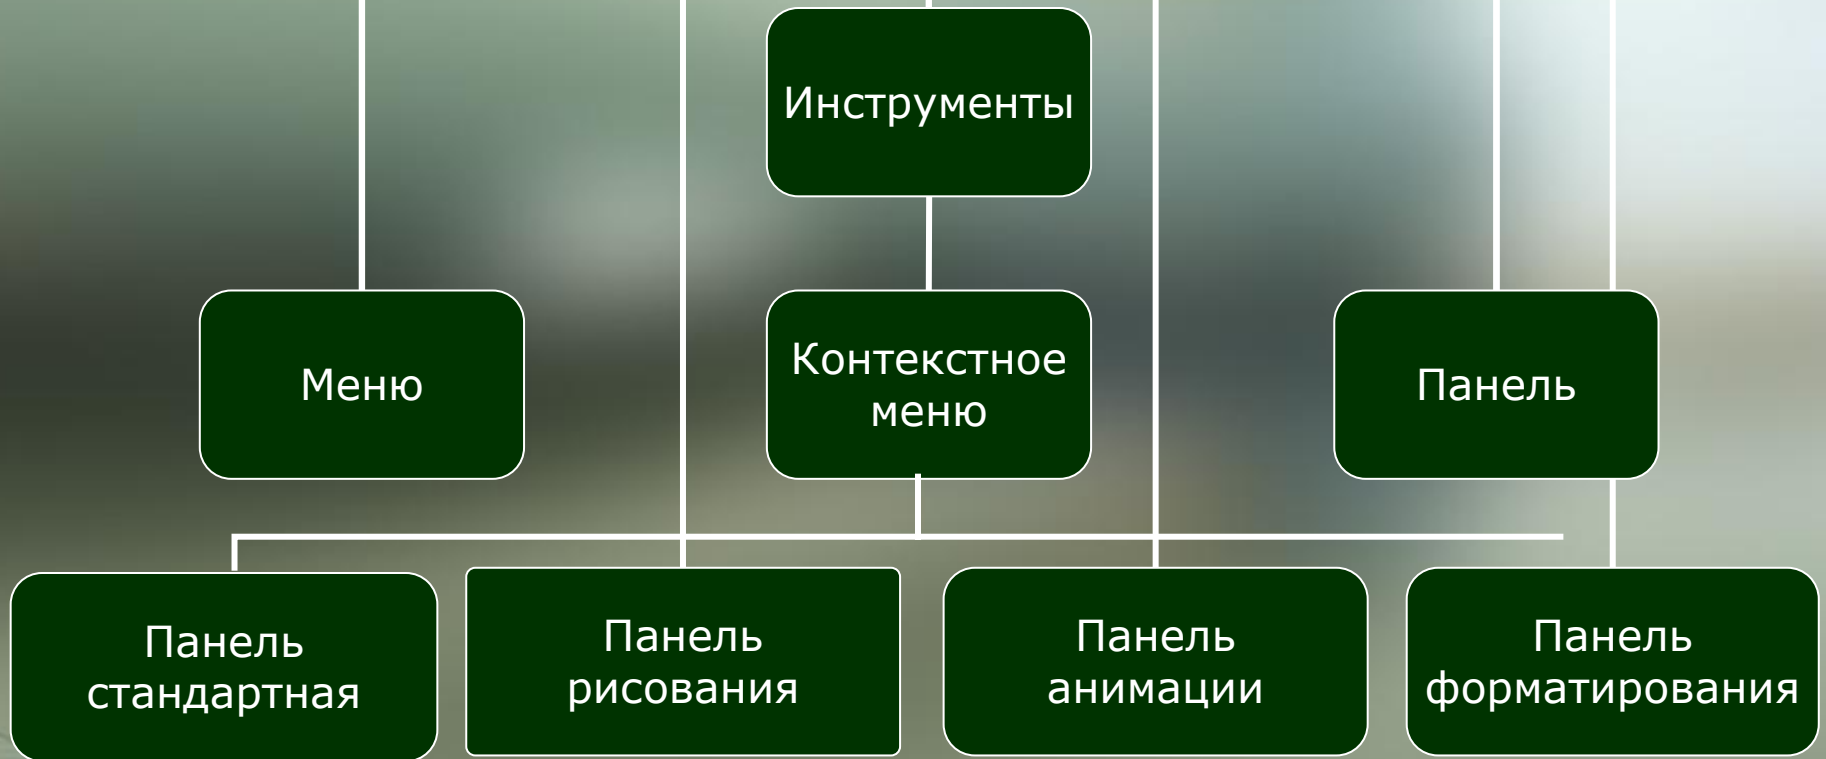 Инструменты
Меню
Контекстное
меню
Панель
Панель
стандартная
Панель
рисования
Панель
анимации
Панель
форматирования